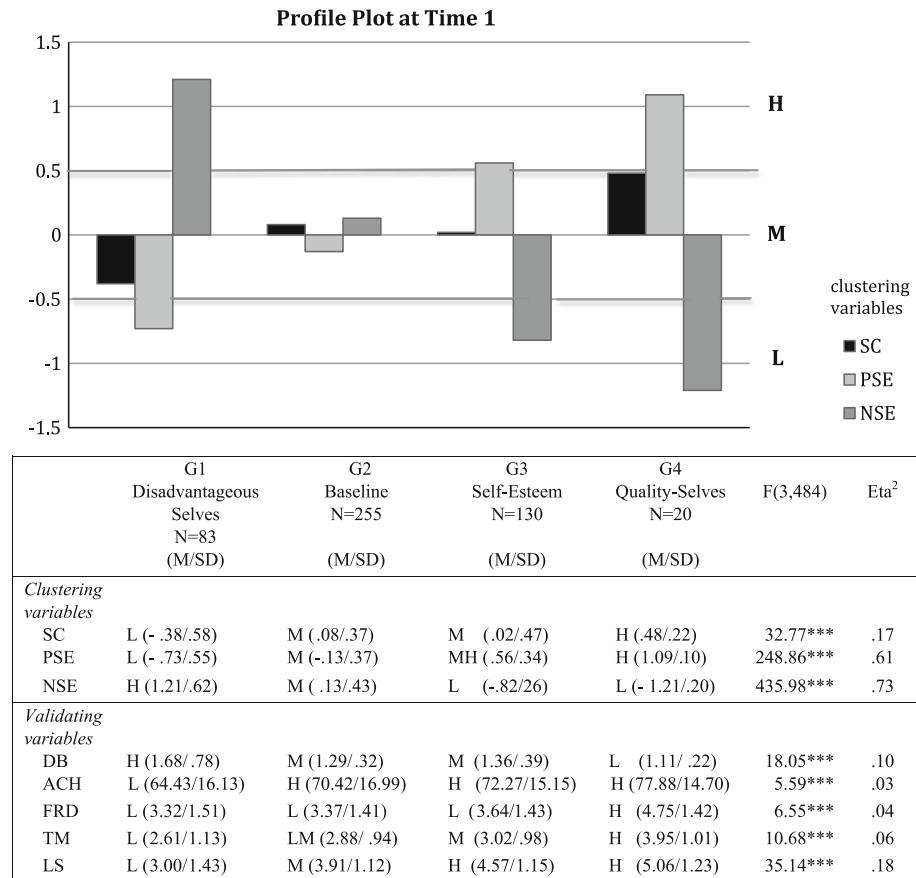 Profile Plot at Time 1
1.5
1
0.5
0
-0.5
-1
-1.5
H
M
L
clustering
variables
SC
PSE
NSE
G1 G2 G3 G4
Disadvantageous Baseline Self-Esteem Quality-Selves F(3,484) Eta²
Selves N=255 N=130 N=20
N=83
(M/SD) (M/SD) (M/SD) (M/SD)
Clustering
variables
SC L (- .38/.58) M (.08/.37) M (.02/.47) H (.48/.22) 32.77*** .17
PSE L (- .73/.55) M (-.13/.37) MH (.56/.34) H (1.09/.10) 248.86*** .61
NSE H (1.21/.62) M ( .13/.43) L (-.82/26) L (- 1.21/.20) 435.98*** .73
Validating
variables
DB H (1.68/.78) M (1.29/.32) M (1.36/.39) L (1.11/ .22) 18.05*** .10
ACH L (64.43/16.13) H (70.42/16.99) H (72.27/15.15) H (77.88/14.70) 5.59*** .03
FRD L (3.32/1.51) L (3.37/1.41) L (3.64/1.43) H (4.75/1.42) 6.55*** .04
TM L (2.61/1.13) LM (2.88/ .94) M (3.02/.98) H (3.95/1.01) 10.68*** .06
LS L (3.00/1.43) M (3.91/1.12) H (4.57/1.15) H (5.06/1.23) 35.14*** .18